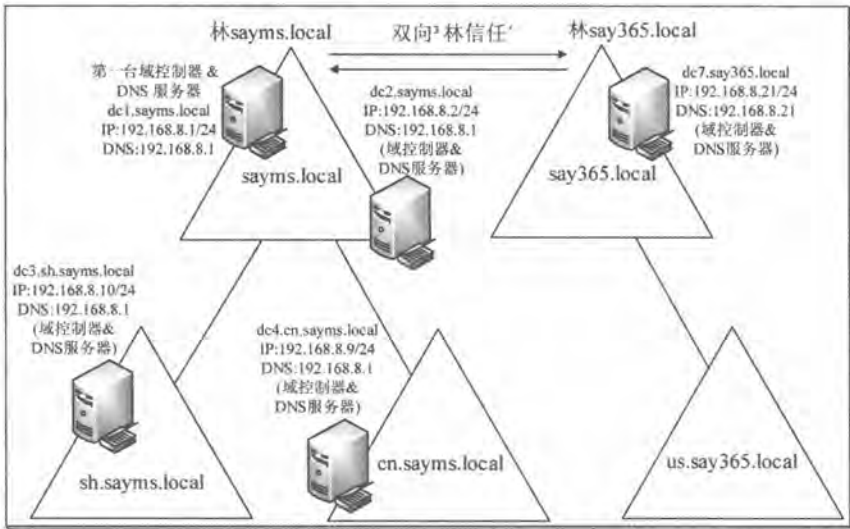 林sayms.local
双向³林信任‘
林say365.local
第一台域控制器 &
DNS 服务器
dc1.sayms.local
IP:192.168.8.1/24
DNS:192.168.8.1
sayms.local
dc2.sayms.local
IP:192.168.8.2/24
DNS:192.168.8.1
(域控制器&
DNS服务器)
dc7.say365.local
IP:192.168.8.21/24
DNS:192.168.8.21
(域控制器&
DNS服务器)
say365.local
dc3.sh.sayms.local
IP:192.168.8.10/24
DNS:192.168.8.1
(域控制器&
DNS服务器)
sh.sayms.local
dc4.cn.sayms.local
IP:192.168.8.9/24
DNS:192.168.8.1
(域控制器&
DNS服务器)
cn.sayms.local
us.say365.local